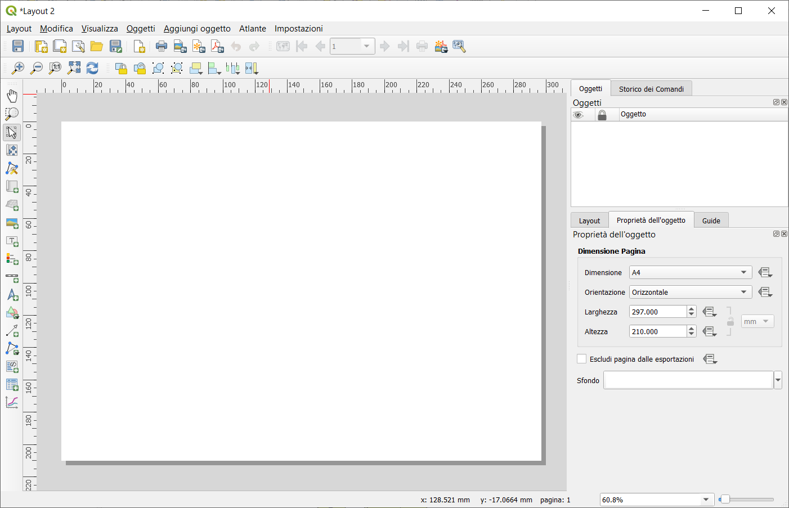 *Layout 2
Layout Modifica Visualizza Oggetti Aggiungi oggetto Atlante Impostazioni
1
0 20 40 60 80 100 120 140 160 180 200 220 240 260 280 300
0
20
40
60
80
100
120
140
160
180
200
220
Oggetti Storico dei Comandi
Oggetti
Oggetto
Layout Proprietà dell'oggetto Guide
Proprietà dell'oggetto
Dimensione Pagina
Dimensione A4
Orientazione Orizzontale
Larghezza 297.000
mm
Altezza 210.000
Escludi pagina dalle esportazioni
Sfondo
x: 128.521 mm y: -17.0664 mm pagina: 1 60.8%